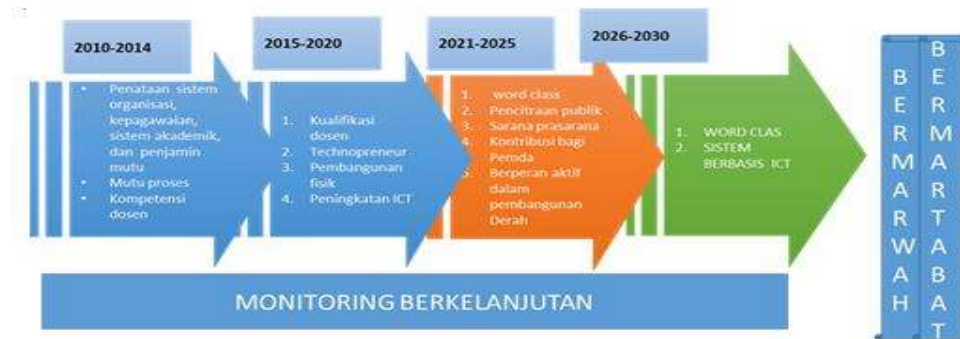 2010-2014
• Penataan sistem
organisasi,
kepagawaian,
sistem akademik,
dan penjamin
mutu
• Mutu proses
• Kompetensi
dosen
2015-2020
1. Kualifikasi
dosen
2. Technopreneur
3. Pembangunan
fisik
4. Peningkatan ICT
2021-2025
1. word class
2. Pencitraan publik
3. Sarana prasarana
4. Kontribusi bagi
Pemda
5. Berperan aktif
dalam
pembangunan
Derah
2026-2030
1. WORD CLAS
2. SISTEM
BERBASIS ICT
BERMARWAH
BERMARTABAT
MONITORING BERKELANJUTAN